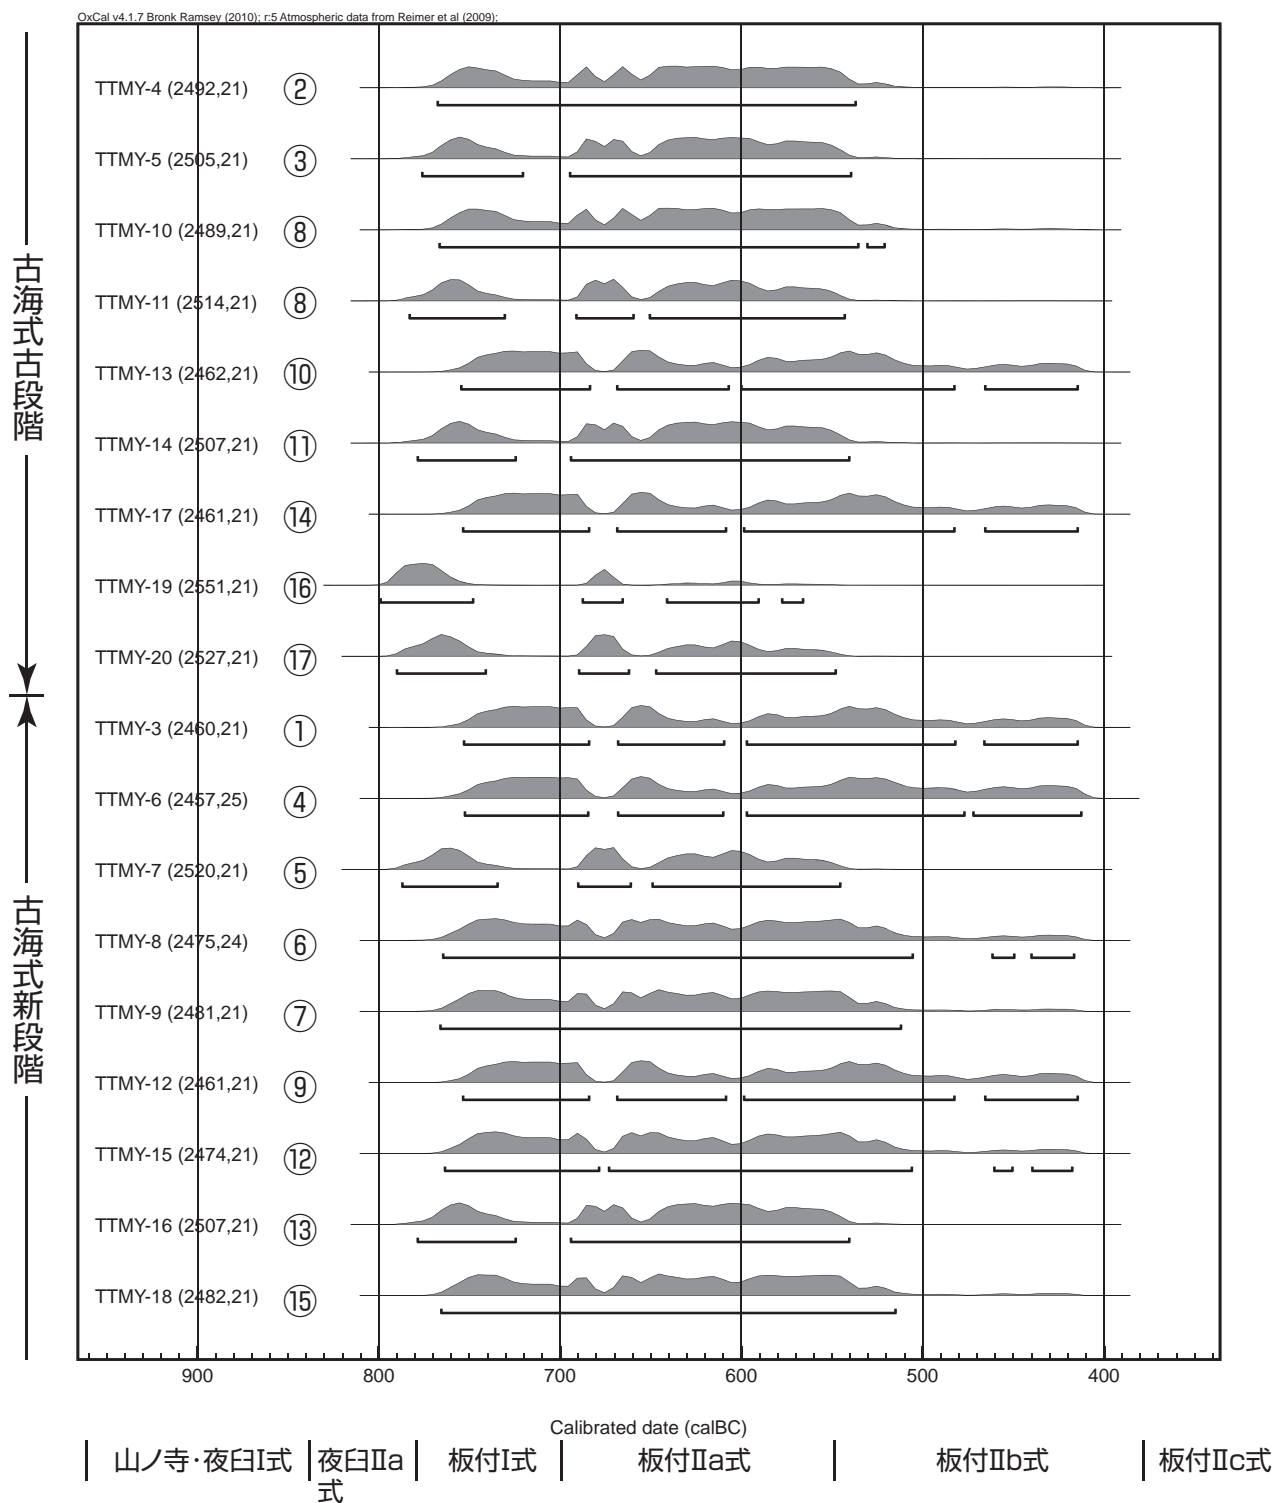 OxCal v4.1.7 Bronk Ramsey (2010); r:5 Atmospheric data from Reimer et al (2009);
古海式古段階
古海式新段階
TTMY-4 (2492,21) ②
TTMY-5 (2505,21) ③
TTMY-10 (2489,21) ⑧
TTMY-11 (2514,21) ⑧
TTMY-13 (2462,21) ⑩
TTMY-14 (2507,21) ⑪
TTMY-17 (2461,21) ⑭
TTMY-19 (2551,21) ⑯
TTMY-20 (2527,21) ⑰
TTMY-3 (2460,21) ①
TTMY-6 (2457,25) ④
TTMY-7 (2520,21) ⑤
TTMY-8 (2475,24) ⑥
TTMY-9 (2481,21) ⑦
TTMY-12 (2461,21) ⑨
TTMY-15 (2474,21) ⑫
TTMY-16 (2507,21) ⑬
TTMY-18 (2482,21) ⑮
900 800 700 600 500 400
Calibrated date (calBC)
山ノ寺・夜臼Ⅰ式 夜臼Ⅱa 板付Ⅰ式 板付Ⅱa式 板付Ⅱb式 板付Ⅱc式
式